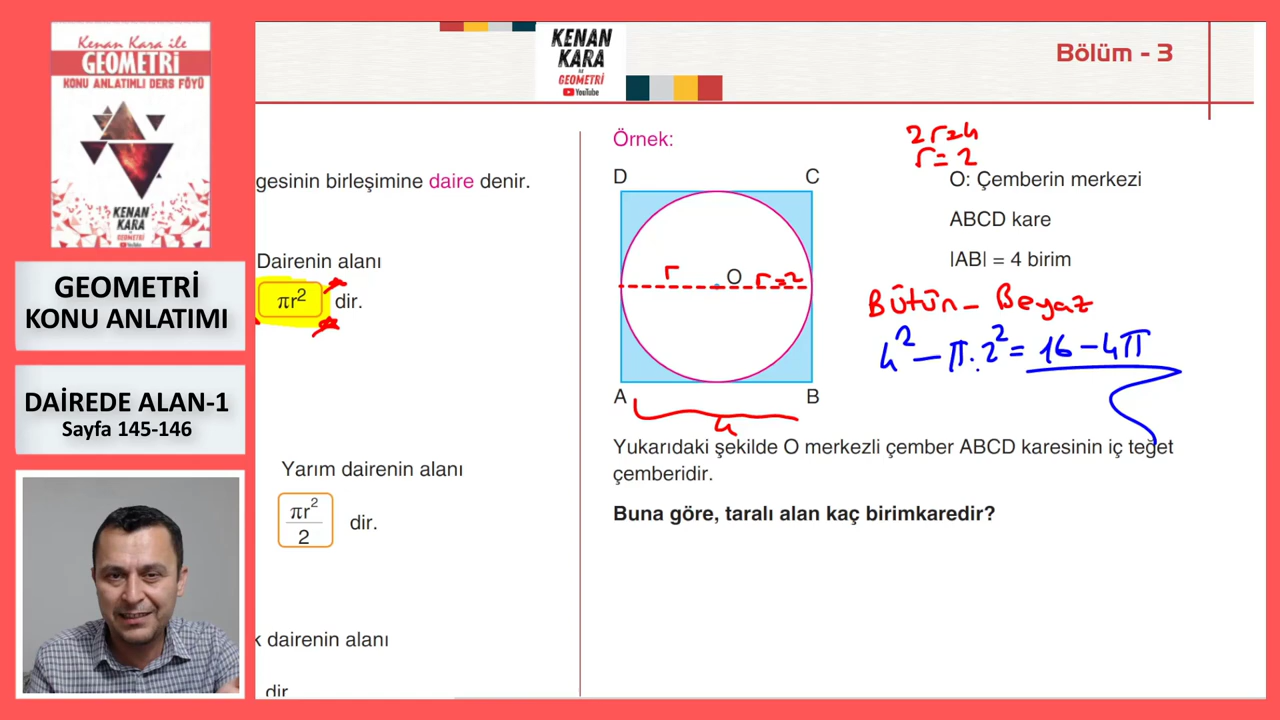 Kenan Kara ile
GEOMETRİ
KONU ANLATIMLI DERS FÖYÜ
KENAN
KARA
ile
GEOMETRİ
YouTube
GEOMETRİ
KONU ANLATIMI
DAİREDE ALAN-1
Sayfa 145-146
KENAN
KARA
ile
GEOMETRİ
YouTube
Bölüm - 3
gesinin birleşimine daire denir.
Dairenin alanı
πr² dir.
Yarım dairenin alanı
πr²/2 dir.
k dairenin alanı
dir
Örnek:
2r=4
r=2
D C
O: Çemberin merkezi
ABCD kare
|AB| = 4 birim
r O r=2
Bütün - Beyaz
4² - π.2² = 16 - 4π
A B
4
Yukarıdaki şekilde O merkezli çember ABCD karesinin iç teğet
çemberidir.
Buna göre, taralı alan kaç birimkaredir?